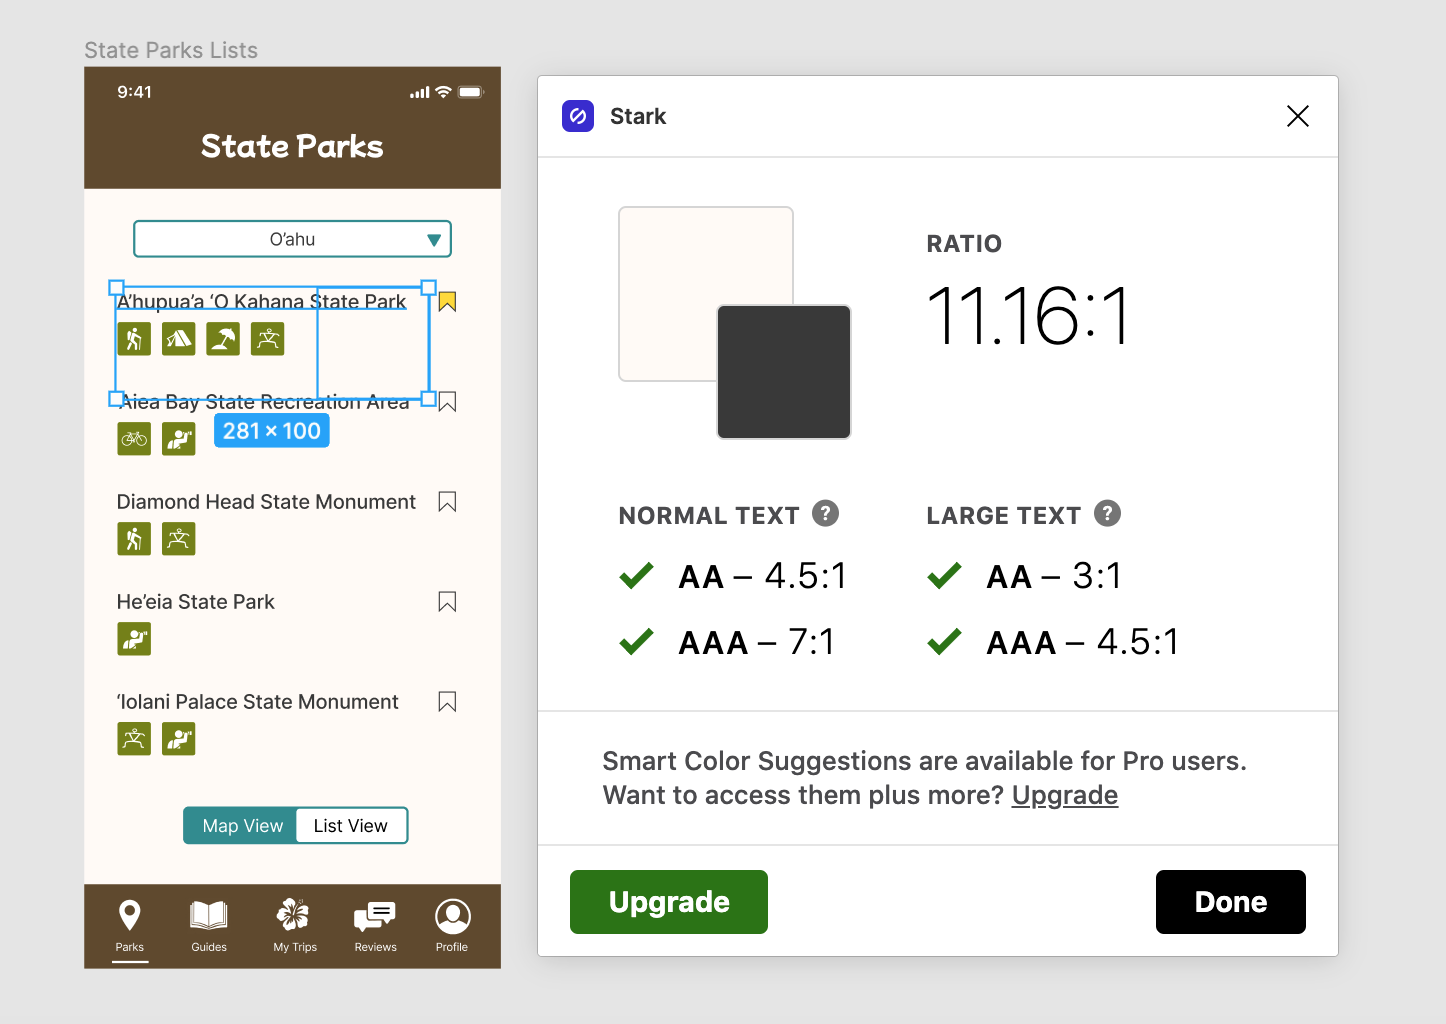 State Parks Lists
9:41
State Parks
O’ahu
A’hupua’a ‘O Kahana State Park
‘Aiea Bay State Recreation Area
281 × 100
Diamond Head State Monument
He’eia State Park
‘Iolani Palace State Monument
Map View List View
Parks Guides My Trips Reviews Profile
Stark
RATIO
11.16:1
NORMAL TEXT ? LARGE TEXT ?
AA – 4.5:1 AA – 3:1
AAA – 7:1 AAA – 4.5:1
Smart Color Suggestions are available for Pro users.
Want to access them plus more? Upgrade
Upgrade Done